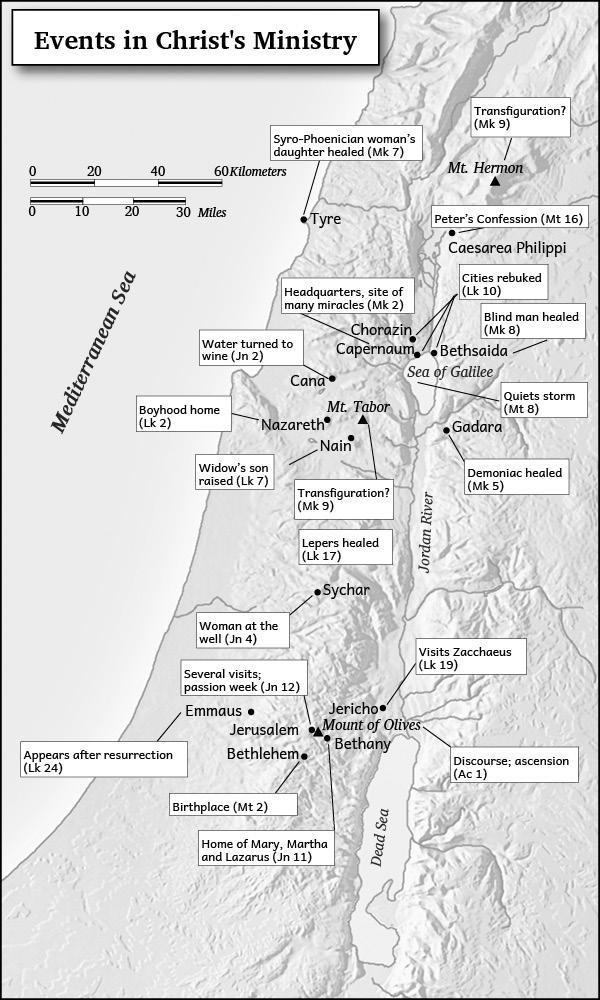 Events in Christ's Ministry
Transfiguration?
(Mk 9)
Syro-Phoenician woman's
daughter healed (Mk 7)
Mt. Hermon
0 20 40 60 Kilometers
0 10 20 30 Miles
Tyre
Peter's Confession (Mt 16)
Caesarea Philippi
Cities rebuked
(Lk 10)
Headquarters, site of
many miracles (Mk 2)
Blind man healed
(Mk 8)
Chorazin
Capernaum
Bethsaida
Water turned to
wine (Jn 2)
Sea of Galilee
Cana
Mediterranean Sea
Quiets storm
(Mt 8)
Boyhood home
(Lk 2)
Mt. Tabor
Nazareth
Gadara
Nain
Widow's son
raised (Lk 7)
Demoniac healed
(Mk 5)
Transfiguration?
(Mk 9)
Jordan River
Lepers healed
(Lk 17)
Sychar
Woman at the
well (Jn 4)
Visits Zacchaeus
(Lk 19)
Several visits;
passion week (Jn 12)
Emmaus
Jericho
Mount of Olives
Jerusalem
Bethany
Bethlehem
Appears after resurrection
(Lk 24)
Discourse; ascension
(Ac 1)
Birthplace (Mt 2)
Dead Sea
Home of Mary, Martha
and Lazarus (Jn 11)